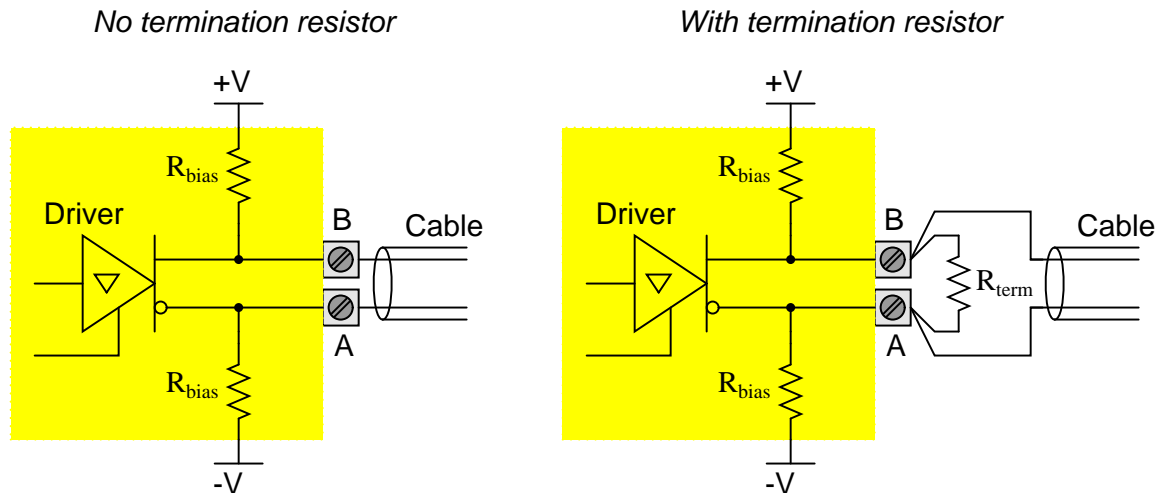 No termination resistor
With termination resistor
+V
+V
Rbias
Rbias
Driver
B
Cable
Driver
B
Cable
Rterm
A
A
Rbias
Rbias
-V
-V